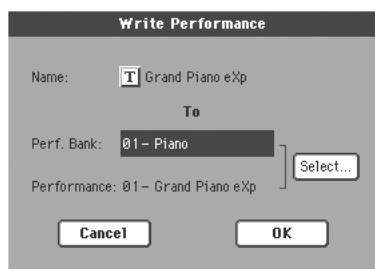 Write Performance
Name: T Grand Piano eXp
To
Perf. Bank: 01- Piano
Select...
Performance: 01- Grand Piano eXp
Cancel OK